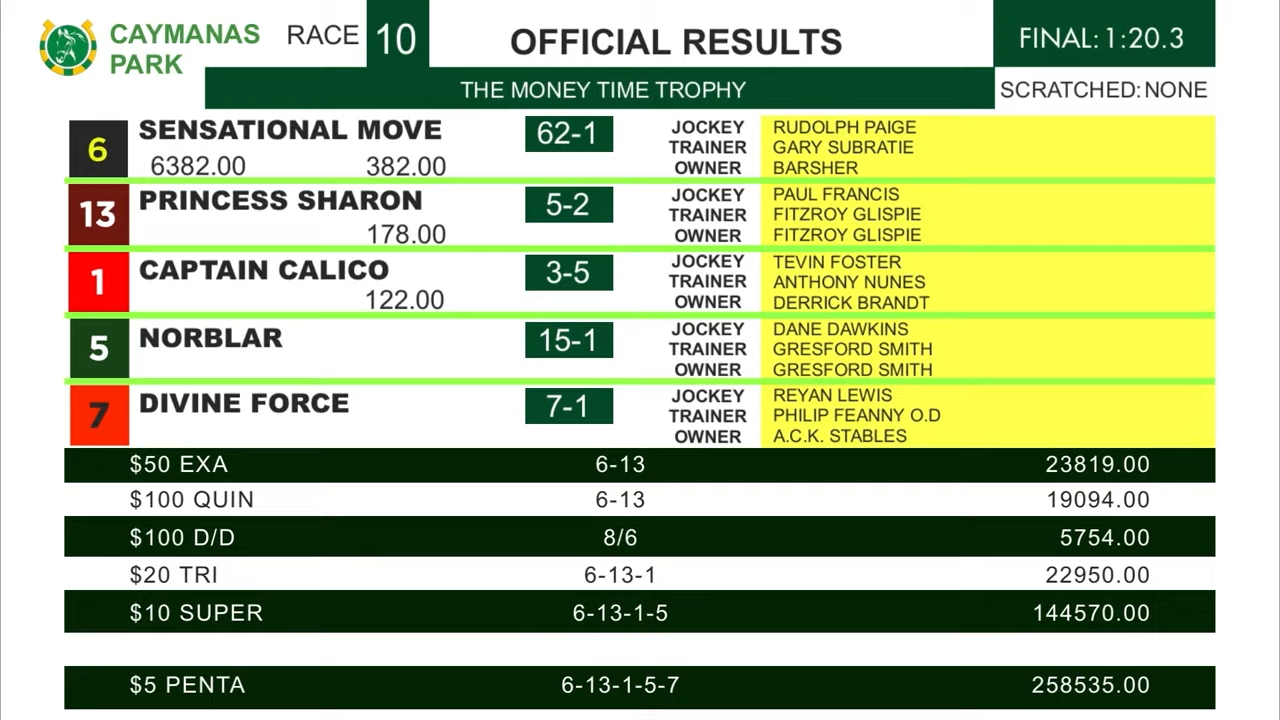 CAYMANAS PARK
RACE 10
OFFICIAL RESULTS
FINAL: 1:20.3
THE MONEY TIME TROPHY
SCRATCHED: NONE
6 SENSATIONAL MOVE 62-1 JOCKEY RUDOLPH PAIGE
TRAINER GARY SUBRATIE
6382.00 382.00 OWNER BARSHER
13 PRINCESS SHARON 5-2 JOCKEY PAUL FRANCIS
TRAINER FITZROY GLISPIE
178.00 OWNER FITZROY GLISPIE
1 CAPTAIN CALICO 3-5 JOCKEY TEVIN FOSTER
TRAINER ANTHONY NUNES
122.00 OWNER DERRICK BRANDT
5 NORBLAR 15-1 JOCKEY DANE DAWKINS
TRAINER GRESFORD SMITH
OWNER GRESFORD SMITH
7 DIVINE FORCE 7-1 JOCKEY REYAN LEWIS
TRAINER PHILIP FEANNY O.D
OWNER A.C.K. STABLES
$50 EXA 6-13 23819.00
$100 QUIN 6-13 19094.00
$100 D/D 8/6 5754.00
$20 TRI 6-13-1 22950.00
$10 SUPER 6-13-1-5 144570.00
$5 PENTA 6-13-1-5-7 258535.00